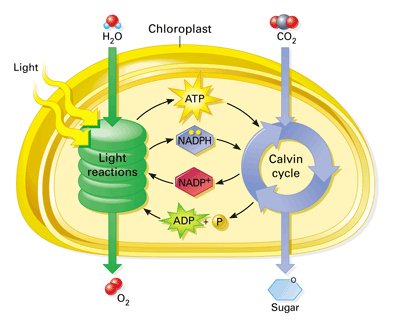 H2O
Chloroplast
CO2
Light
ATP
NADPH
Light
reactions
Calvin
cycle
NADP+
ADP + P
O2
O
Sugar